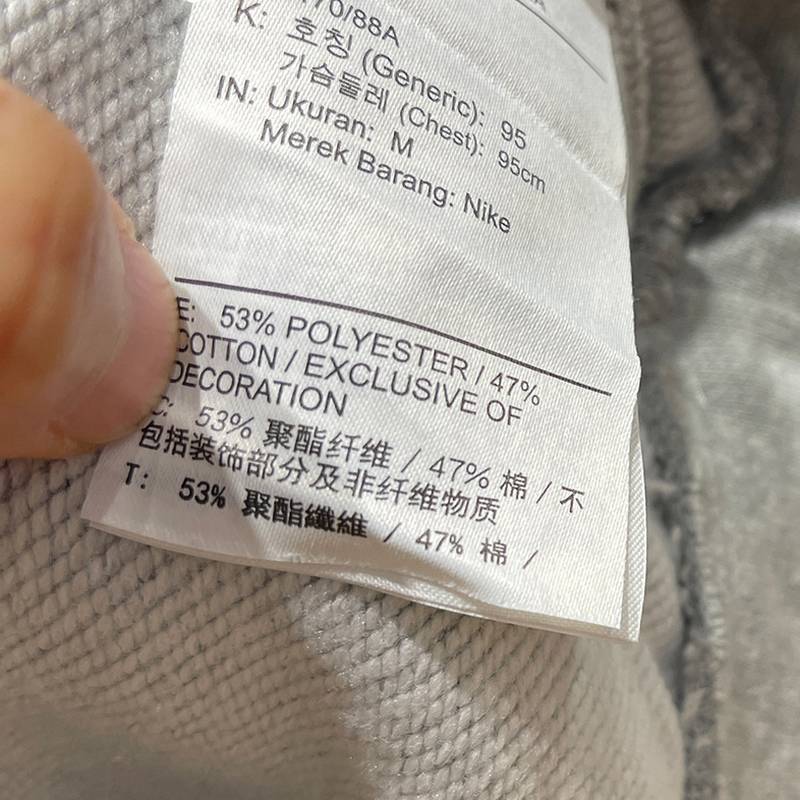 170/88A
K: 호칭 (Generic): 95
가슴둘레 (Chest): 95cm
IN: Ukuran: M
Merek Barang: Nike
E: 53% POLYESTER / 47%
COTTON / EXCLUSIVE OF
DECORATION
C: 53% 聚酯纤维 / 47% 棉 / 不
包括装饰部分及非纤维物质
T: 53% 聚酯纖維 / 47% 棉 /